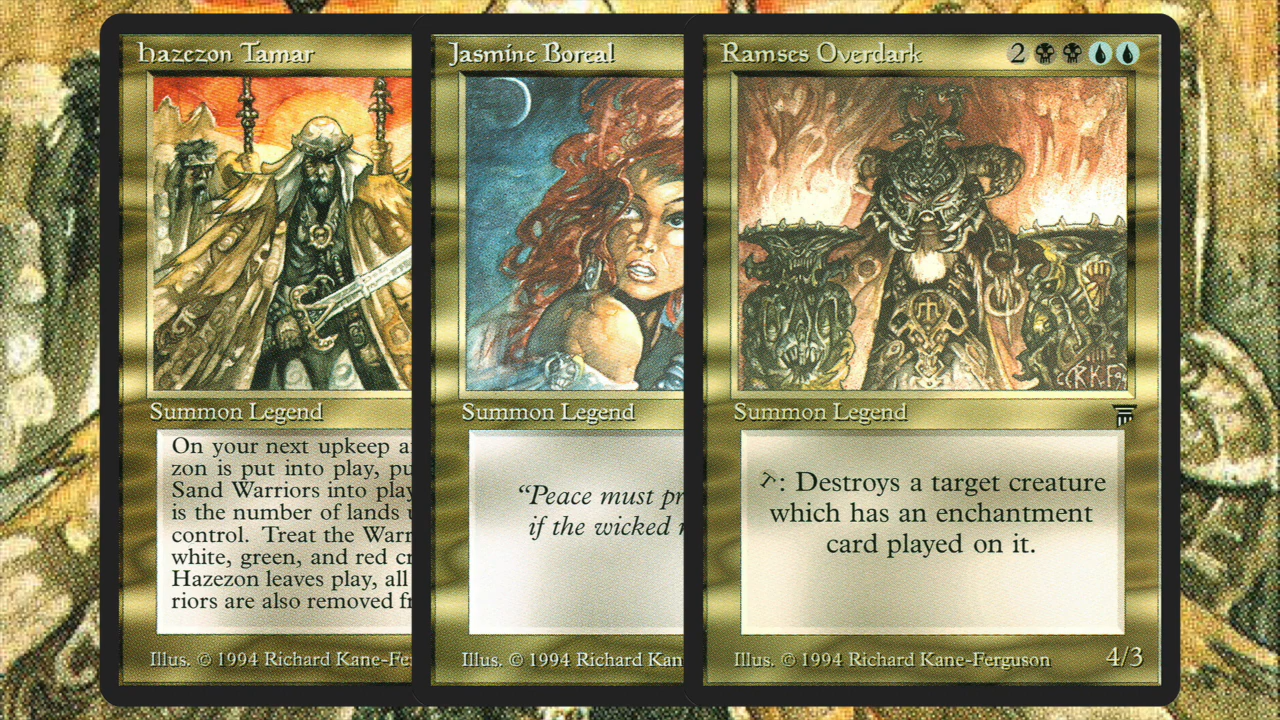 Hazezon Tamar
Summon Legend
On your next upkeep a
zon is put into play, pu
Sand Warriors into play
is the number of lands
control. Treat the Warr
white, green, and red cr
Hazezon leaves play, all
riors are also removed fr
Illus. © 1994 Richard Kane-Fe
Jasmine Boreal
Summon Legend
“Peace must pr
if the wicked
Illus. © 1994 Richard Kan
Ramses Overdark 2
Summon Legend
T: Destroys a target creature
which has an enchantment
card played on it.
Illus. © 1994 Richard Kane-Ferguson 4/3